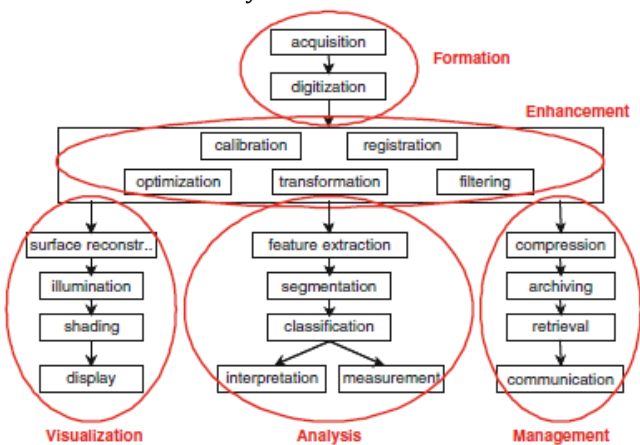 acquisition
Formation
digitization
Enhancement
calibration registration
optimization transformation filtering
surface reconstr.. feature extraction compression
illumination segmentation archiving
shading classification retrieval
display interpretation measurement communication
Visualization Analysis Management